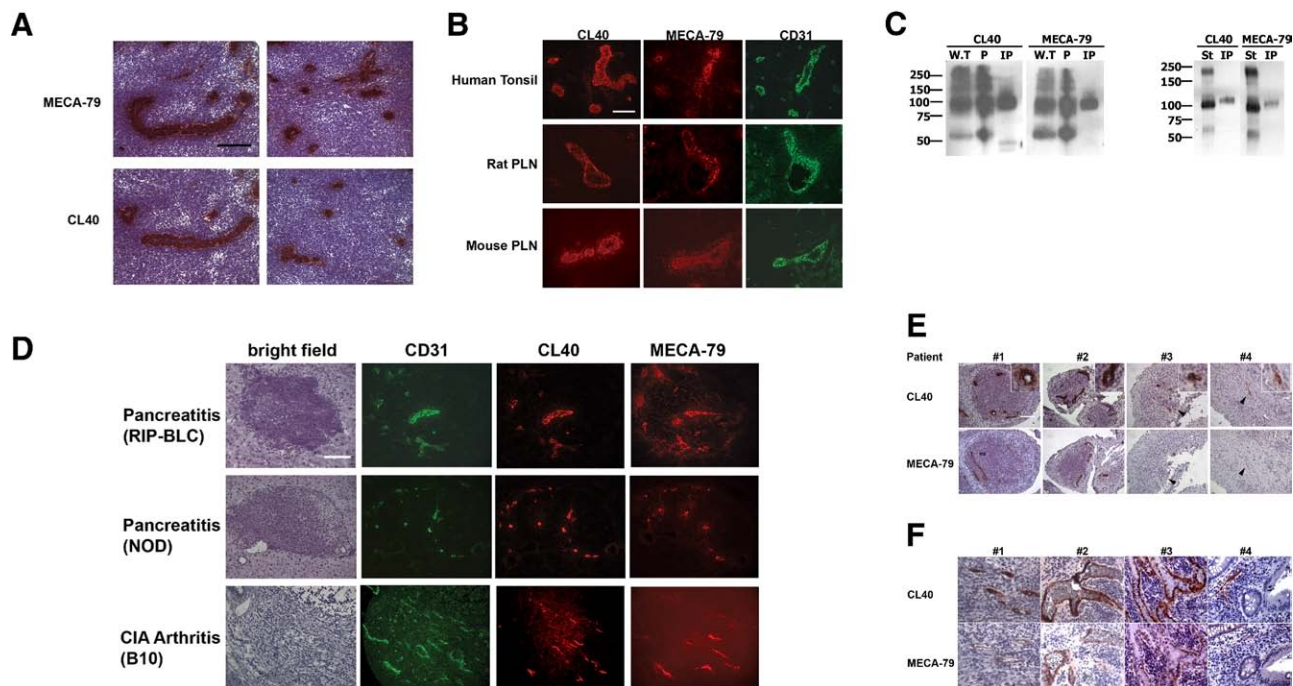 A
MECA-79
CL40
B
CL40 MECA-79 CD31
Human Tonsil
Rat PLN
Mouse PLN
C
CL40 MECA-79
W.T P IP W.T P IP
250
150
100
75
50
CL40 MECA-79
St IP St IP
250
150
100
75
50
D
bright field CD31 CL40 MECA-79
Pancreatitis
(RIP-BLC)
Pancreatitis
(NOD)
CIA Arthritis
(B10)
E
Patient #1 #2 #3 #4
CL40
MECA-79
F
#1 #2 #3 #4
CL40
MECA-79